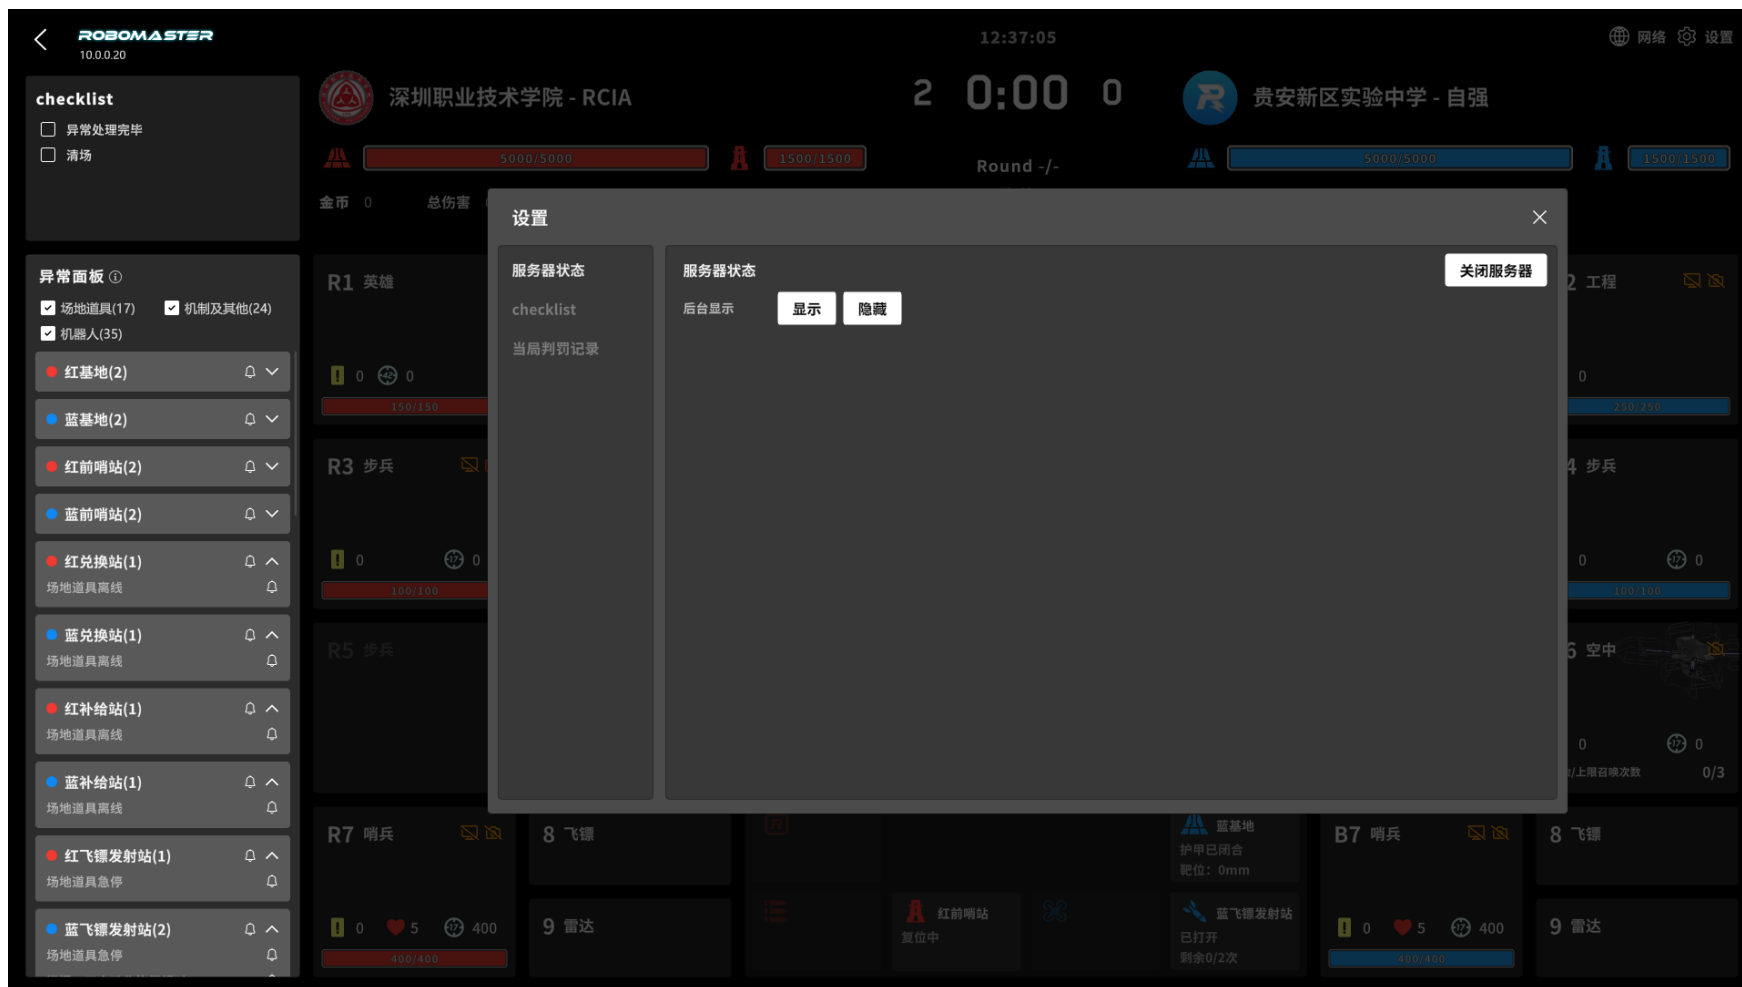 ROBOMASTER
10.0.0.20
12:37:05
网络 设置
checklist
异常处理完毕
清场
深圳职业技术学院 - RCIA
2 0:00 0
贵安新区实验中学 - 自强
5000/5000 1500/1500
Round -/-
5000/5000 1500/1500
金币 0 总伤害
设置
服务器状态
checklist
当局判罚记录
服务器状态
关闭服务器
后台显示 显示 隐藏
异常面板
场地道具(17) 机制及其他(24)
机器人(35)
红基地(2)
蓝基地(2)
红前哨站(2)
蓝前哨站(2)
红兑换站(1)
场地道具离线
蓝兑换站(1)
场地道具离线
红补给站(1)
场地道具离线
蓝补给站(1)
场地道具离线
红飞镖发射站(1)
场地道具急停
蓝飞镖发射站(2)
场地道具急停
R1 英雄
0 42 0
150/150
R3 步兵
0 17 0
100/100
R5 步兵
R7 哨兵
0 5 17 400
400/400
8 飞镖
9 雷达
红前哨站
复位中
蓝基地
护甲已闭合
靶位: 0mm
蓝飞镖发射站
已打开
剩余0/2次
B7 哨兵
0 5 17 400
400/400
2 工程
0
250/250
4 步兵
0 17 0
100/100
6 空中
0 17 0
/上限召唤次数 0/3
8 飞镖
9 雷达